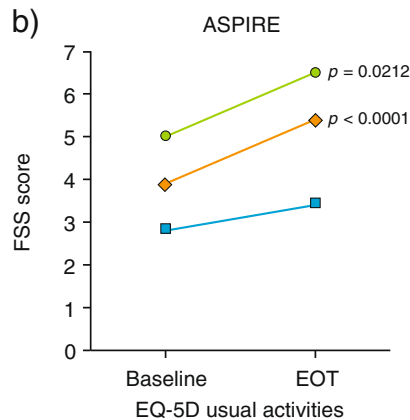 b)
ASPIRE
7
6
5
4
3
2
1
0
FSS score
p = 0.0212
p < 0.0001
Baseline
EOT
EQ-5D usual activities